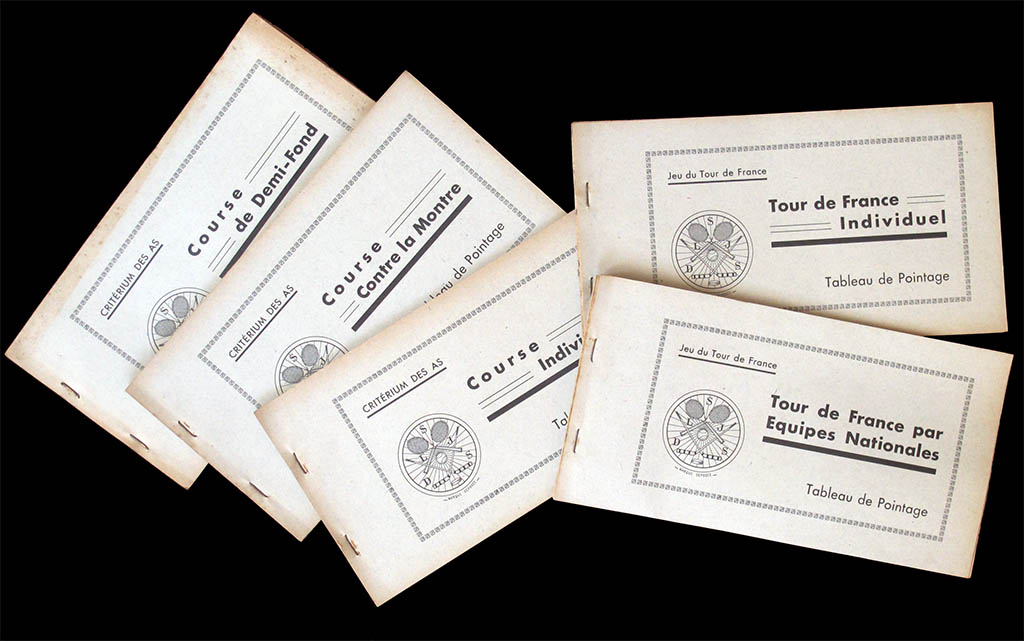 CRITÉRIUM DES AS
Course
de Demi-Fond
CRITÉRIUM DES AS
Course
Contre la Montre
de Pointage
CRITÉRIUM DES AS
Course
Jeu du Tour de France
Tour de France
Individuel
Tableau de Pointage
Jeu du Tour de France
Tour de France par
Equipes Nationales
Tableau de Pointage